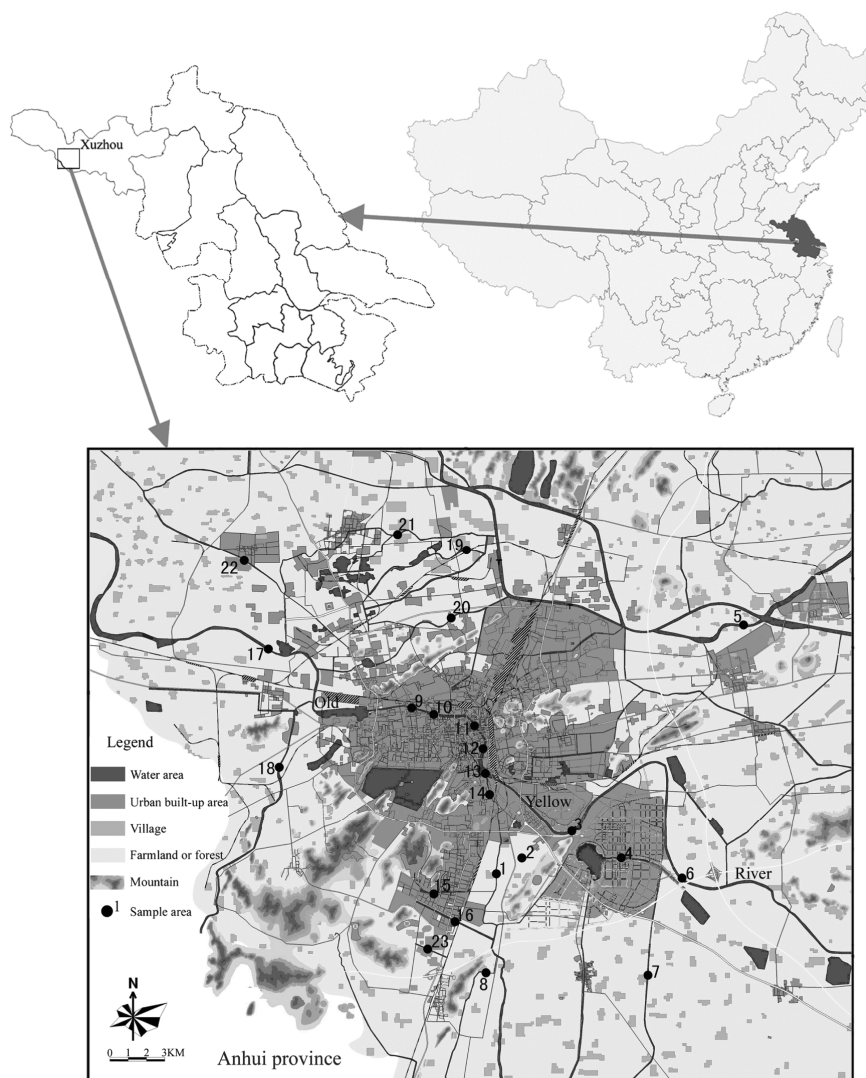 Xuzhou
21
19
22
20
5
17
Old
9
10
11
12
13
14
Yellow
3
18
2
4
1
6
River
15
16
23
8
7
Legend
Water area
Urban built-up area
Village
Farmland or forest
Mountain
1 Sample area
N
0 1 2 3KM
Anhui province